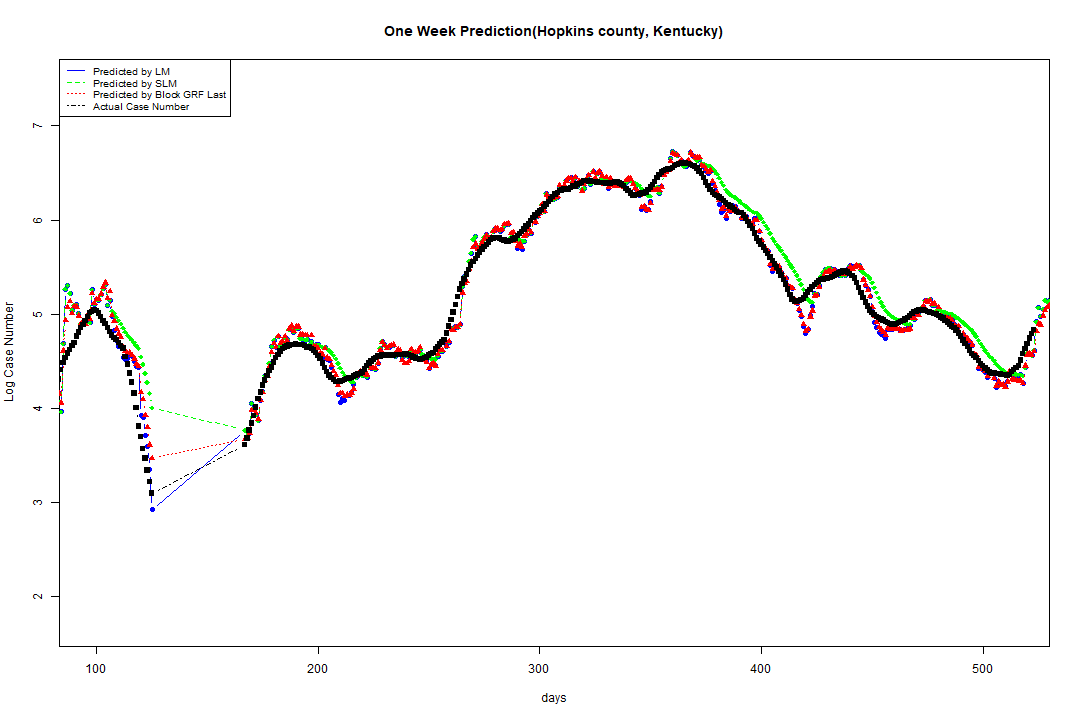 One Week Prediction(Hopkins county, Kentucky)
Predicted by LM
Predicted by SLM
Predicted by Block GRF Last
Actual Case Number
Log Case Number
7
6
5
4
3
2
100 200 300 400 500
days